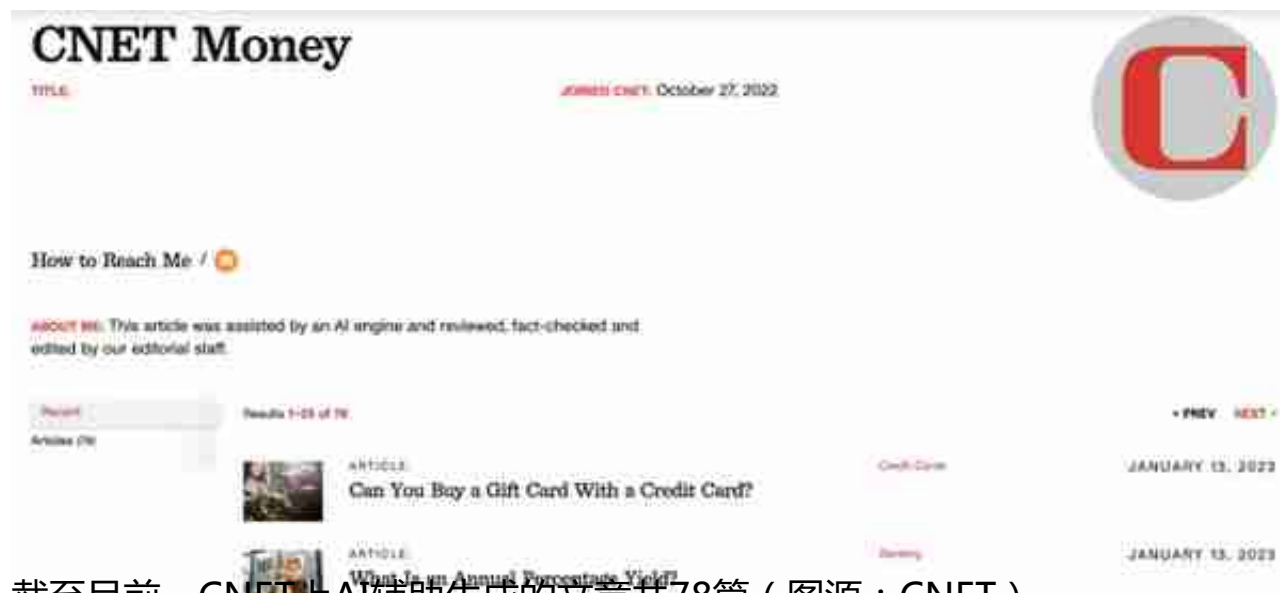 CNET Money
TITLE:
JOINED CNET: October 27, 2022
C
How to Reach Me /
ABOUT ME: This article was assisted by an AI engine and reviewed, fact-checked and
edited by our editorial staff.
Recent
Results 1-25 of 78
PREV NEXT
Articles (78)
ARTICLE
Credit Cards
JANUARY 13, 2023
Can You Buy a Gift Card With a Credit Card?
ARTICLE
Banking
JANUARY 13, 2023
What Is an Annual Percentage Yield?
截至目前，CNET上AI辅助生成的文章共78篇（图源：CNET）